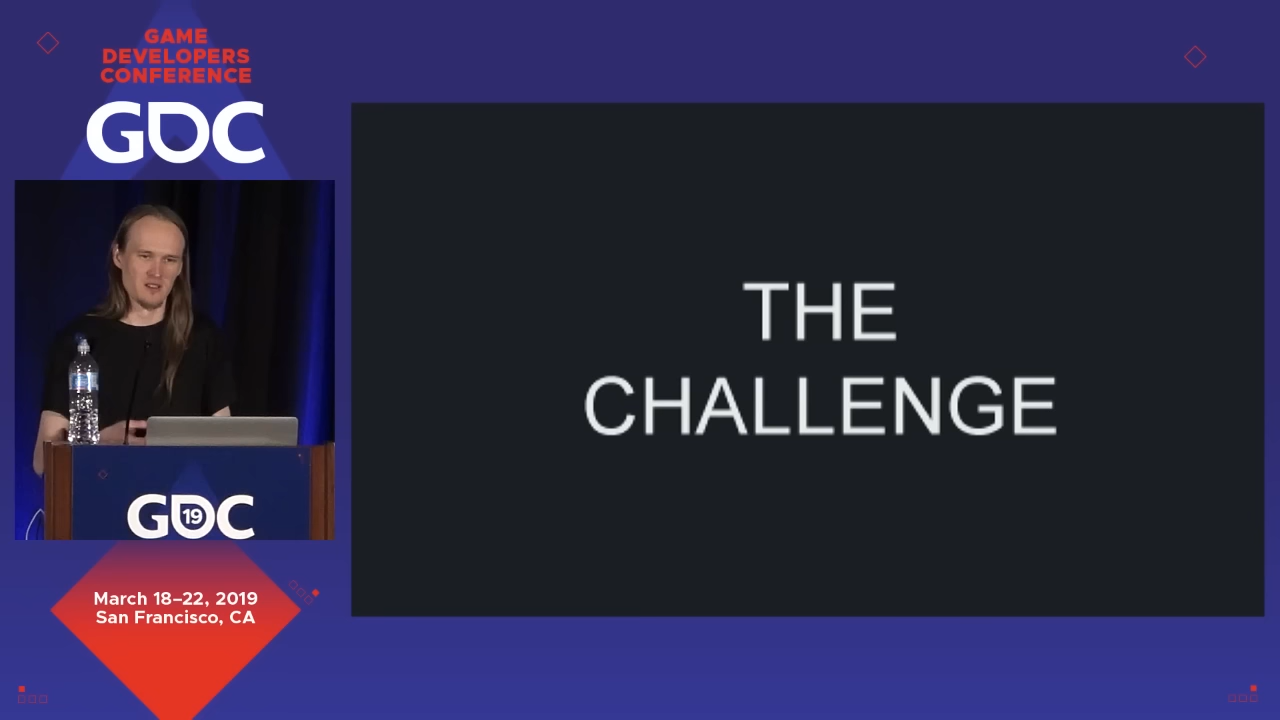 GAME
DEVELOPERS
CONFERENCE
GDC
THE
CHALLENGE
GDC
19
March 18–22, 2019
San Francisco, CA